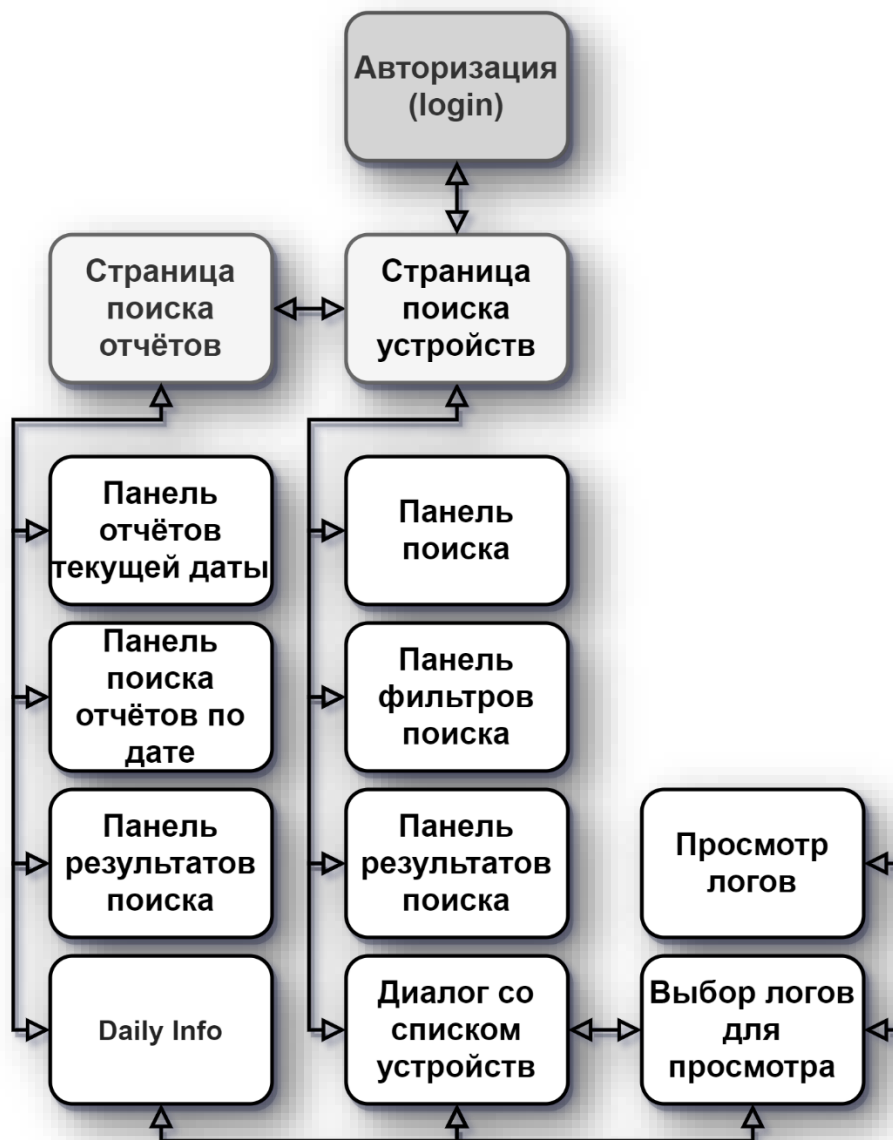 Авторизация
(login)
Страница
поиска
отчётов
Страница
поиска
устройств
Панель
отчётов
текущей даты
Панель
поиска
Панель
поиска
отчётов по
дате
Панель
фильтров
поиска
Панель
результатов
поиска
Панель
результатов
поиска
Просмотр
логов
Daily Info
Диалог со
списком
устройств
Выбор логов
для
просмотра